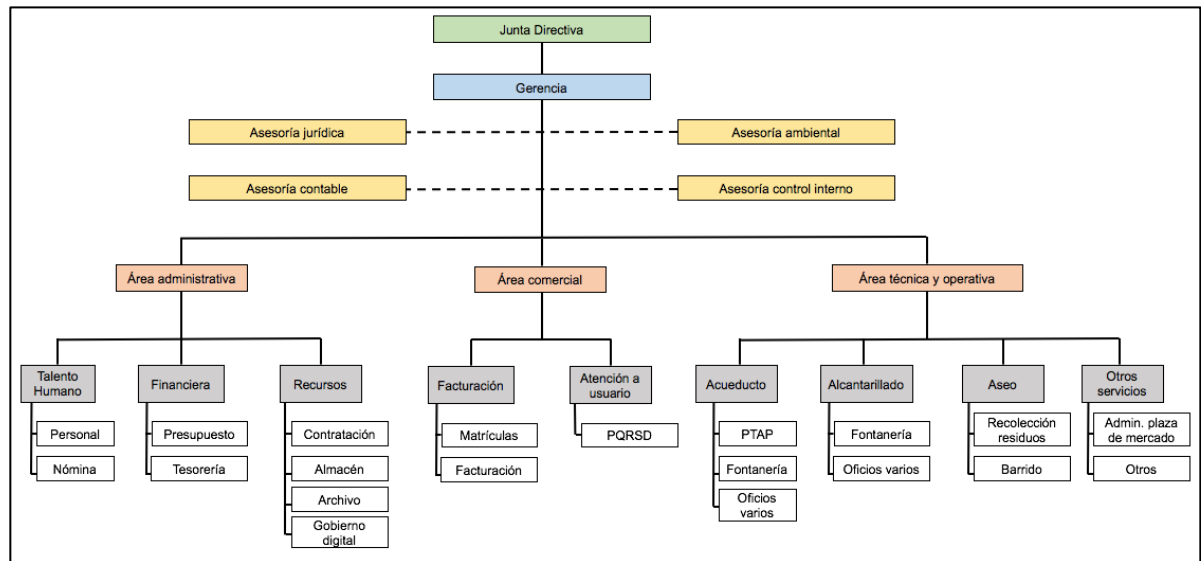 Junta Directiva
Gerencia
Asesoría jurídica
Asesoría ambiental
Asesoría contable
Asesoría control interno
Área administrativa
Área comercial
Área técnica y operativa
Talento
Humano
Financiera
Recursos
Facturación
Atención a
usuario
Acueducto
Alcantarillado
Aseo
Otros
servicios
Personal
Nómina
Presupuesto
Tesorería
Contratación
Almacén
Archivo
Gobierno
digital
Matrículas
Facturación
PQRSD
PTAP
Fontanería
Oficios
varios
Fontanería
Oficios varios
Recolección
residuos
Barrido
Admin. plaza
de mercado
Otros